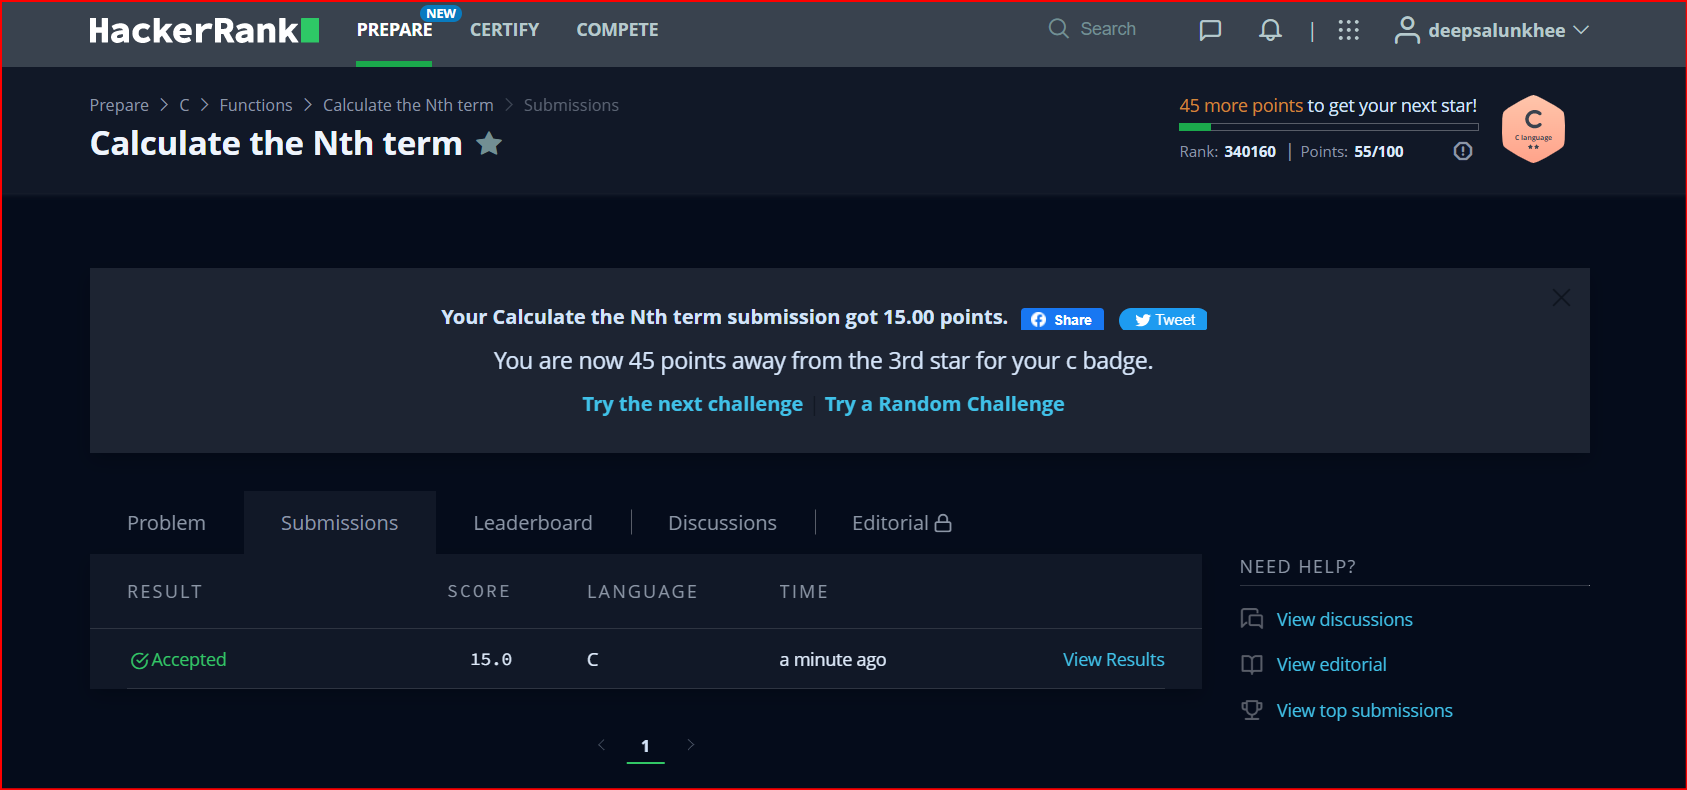 HackerRank PREPARE NEW CERTIFY COMPETE Search | deepsalunkhee
Prepare > C > Functions > Calculate the Nth term > Submissions
Calculate the Nth term
45 more points to get your next star!
Rank: 340160 | Points: 55/100
C
C language
Your Calculate the Nth term submission got 15.00 points. Share Tweet
You are now 45 points away from the 3rd star for your c badge.
Try the next challenge | Try a Random Challenge
Problem Submissions Leaderboard Discussions Editorial
RESULT SCORE LANGUAGE TIME
Accepted 15.0 C a minute ago View Results
1
NEED HELP?
View discussions
View editorial
View top submissions